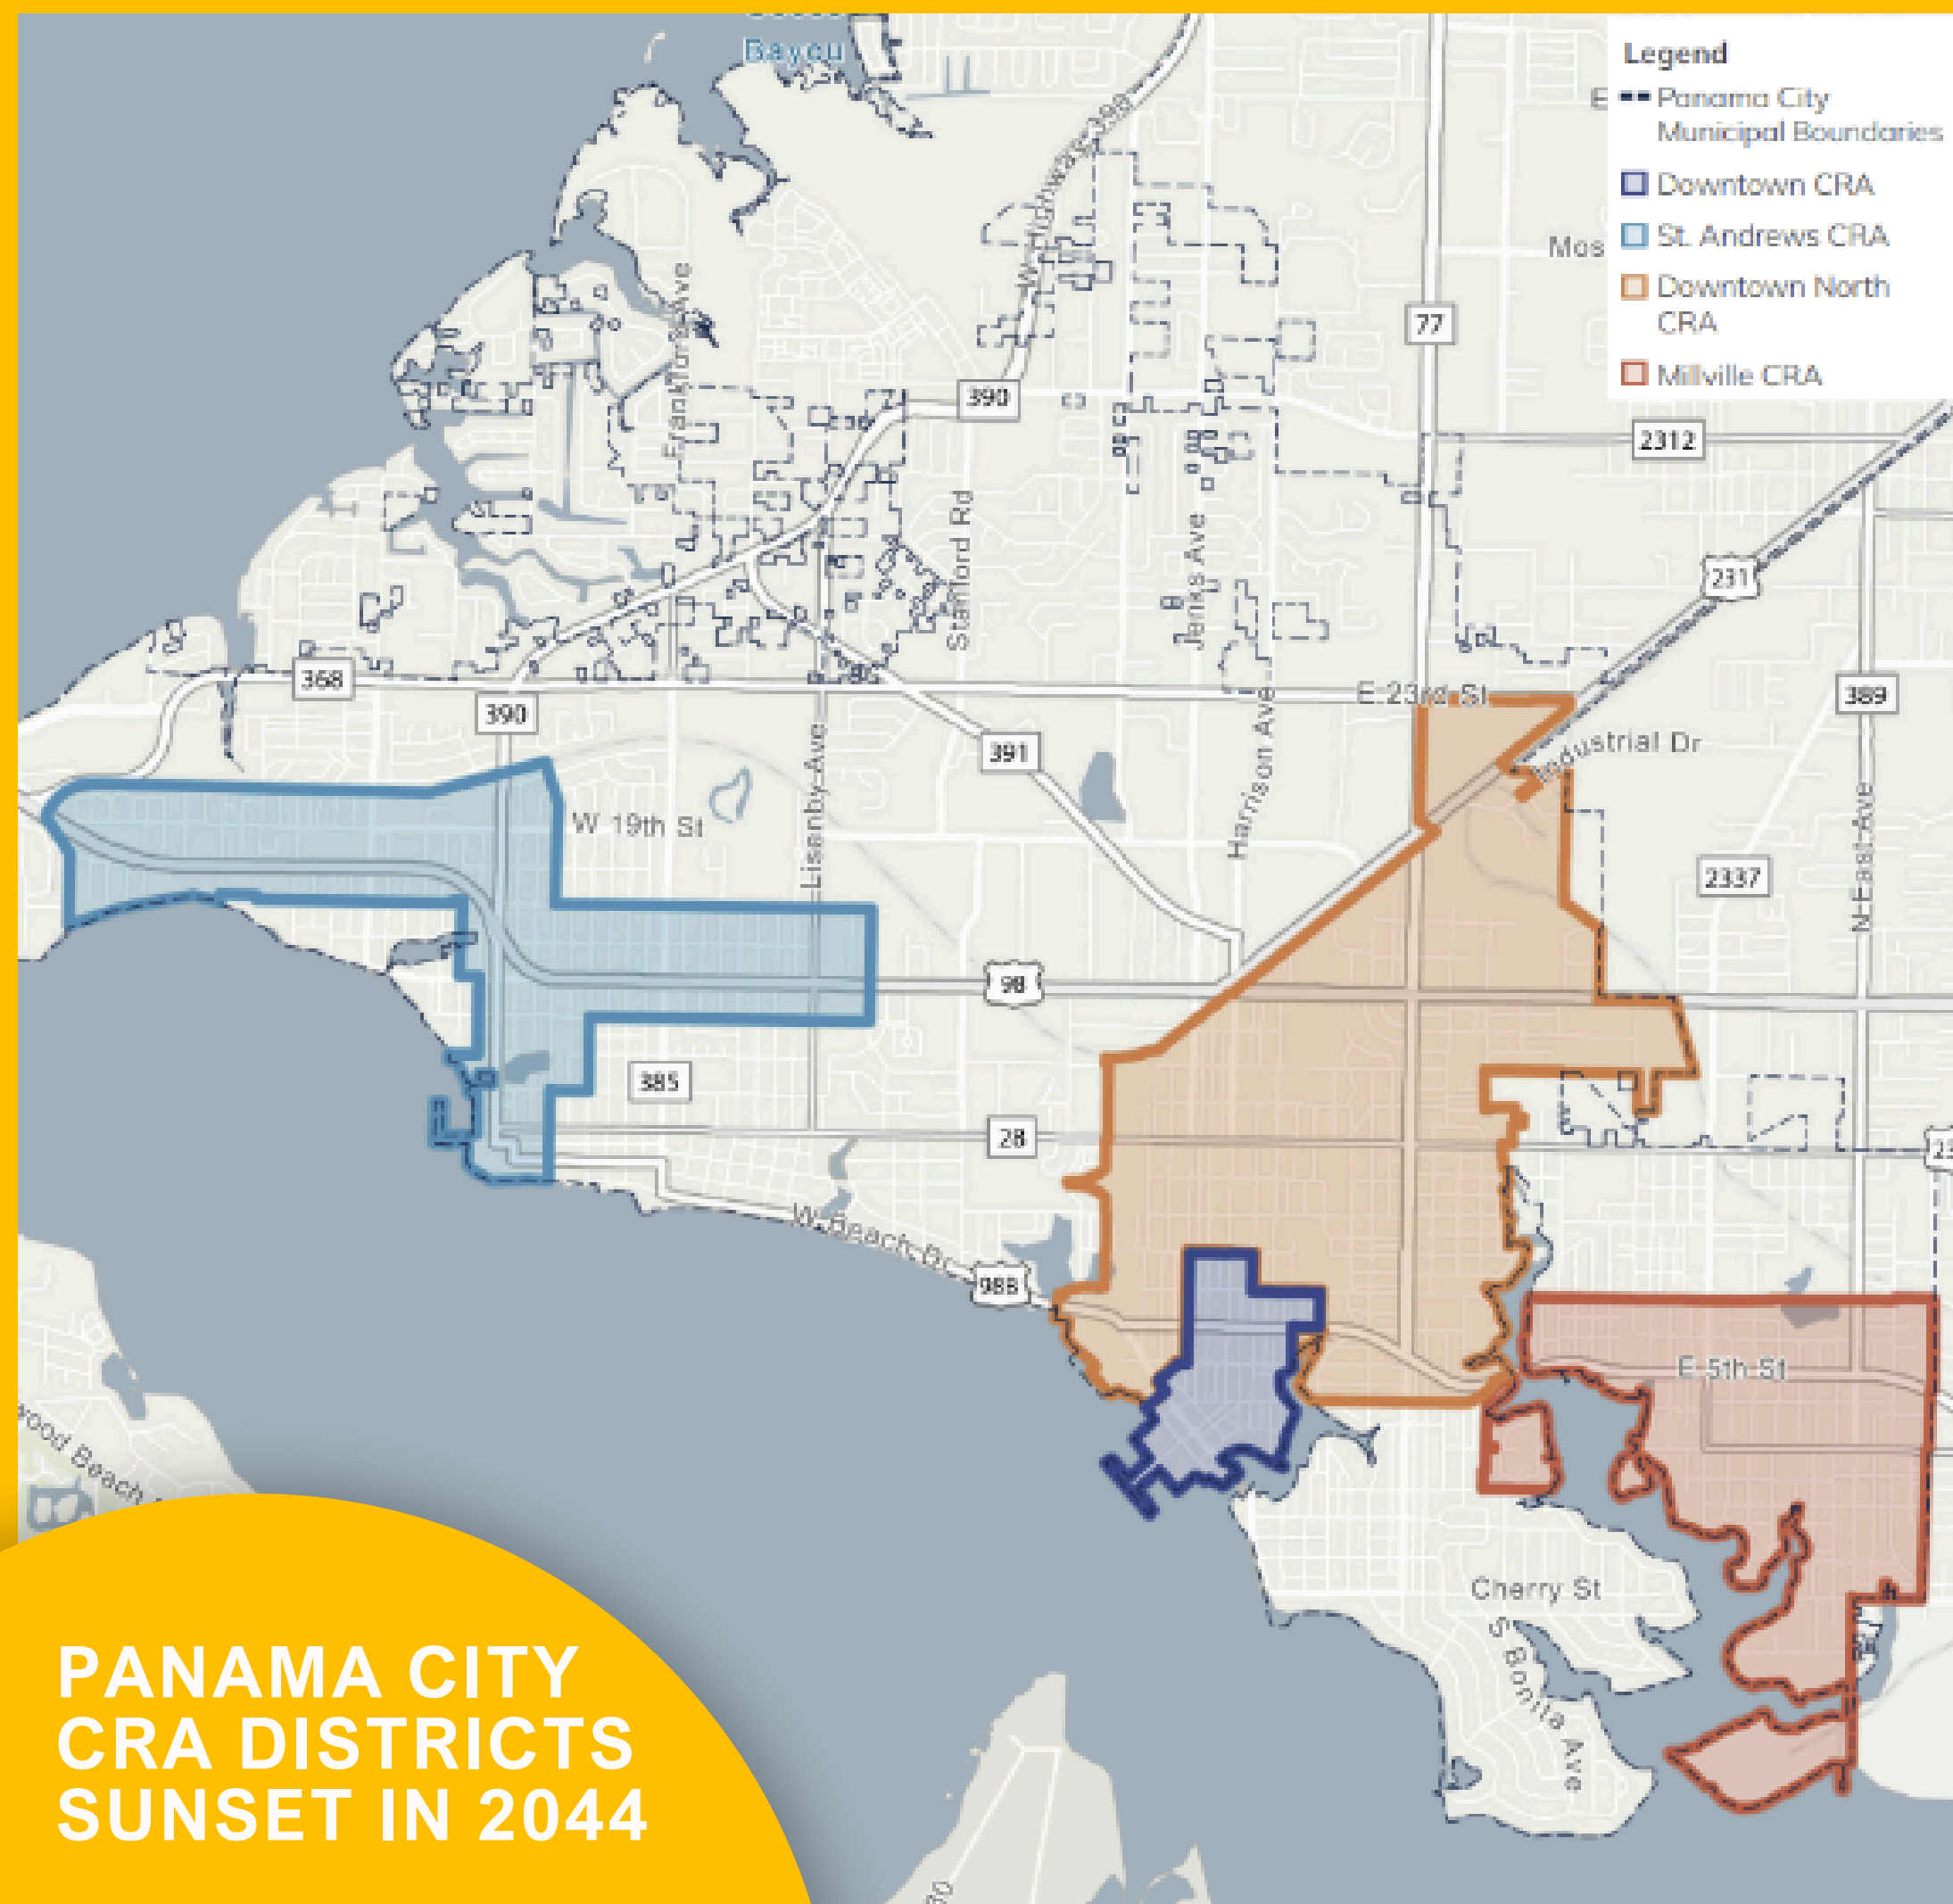 Bayou
Legend
Panama City
Municipal Boundaries
Downtown CRA
St. Andrews CRA
Downtown North
CRA
Millville CRA
E
Mos
W Highway 390
77
Frankford Ave
390
2312
Stanford Rd
Jenks Ave
231
368
390
E 23rd St
389
391
Industrial Dr
Harrison Ave
Lisenby Ave
W 19th St
2337
N East Ave
98
385
28
W Beach Dr
98B
E 5th St
wood Beach
Cherry St
S Bonita Ave
PANAMA CITY
CRA DISTRICTS
SUNSET IN 2044